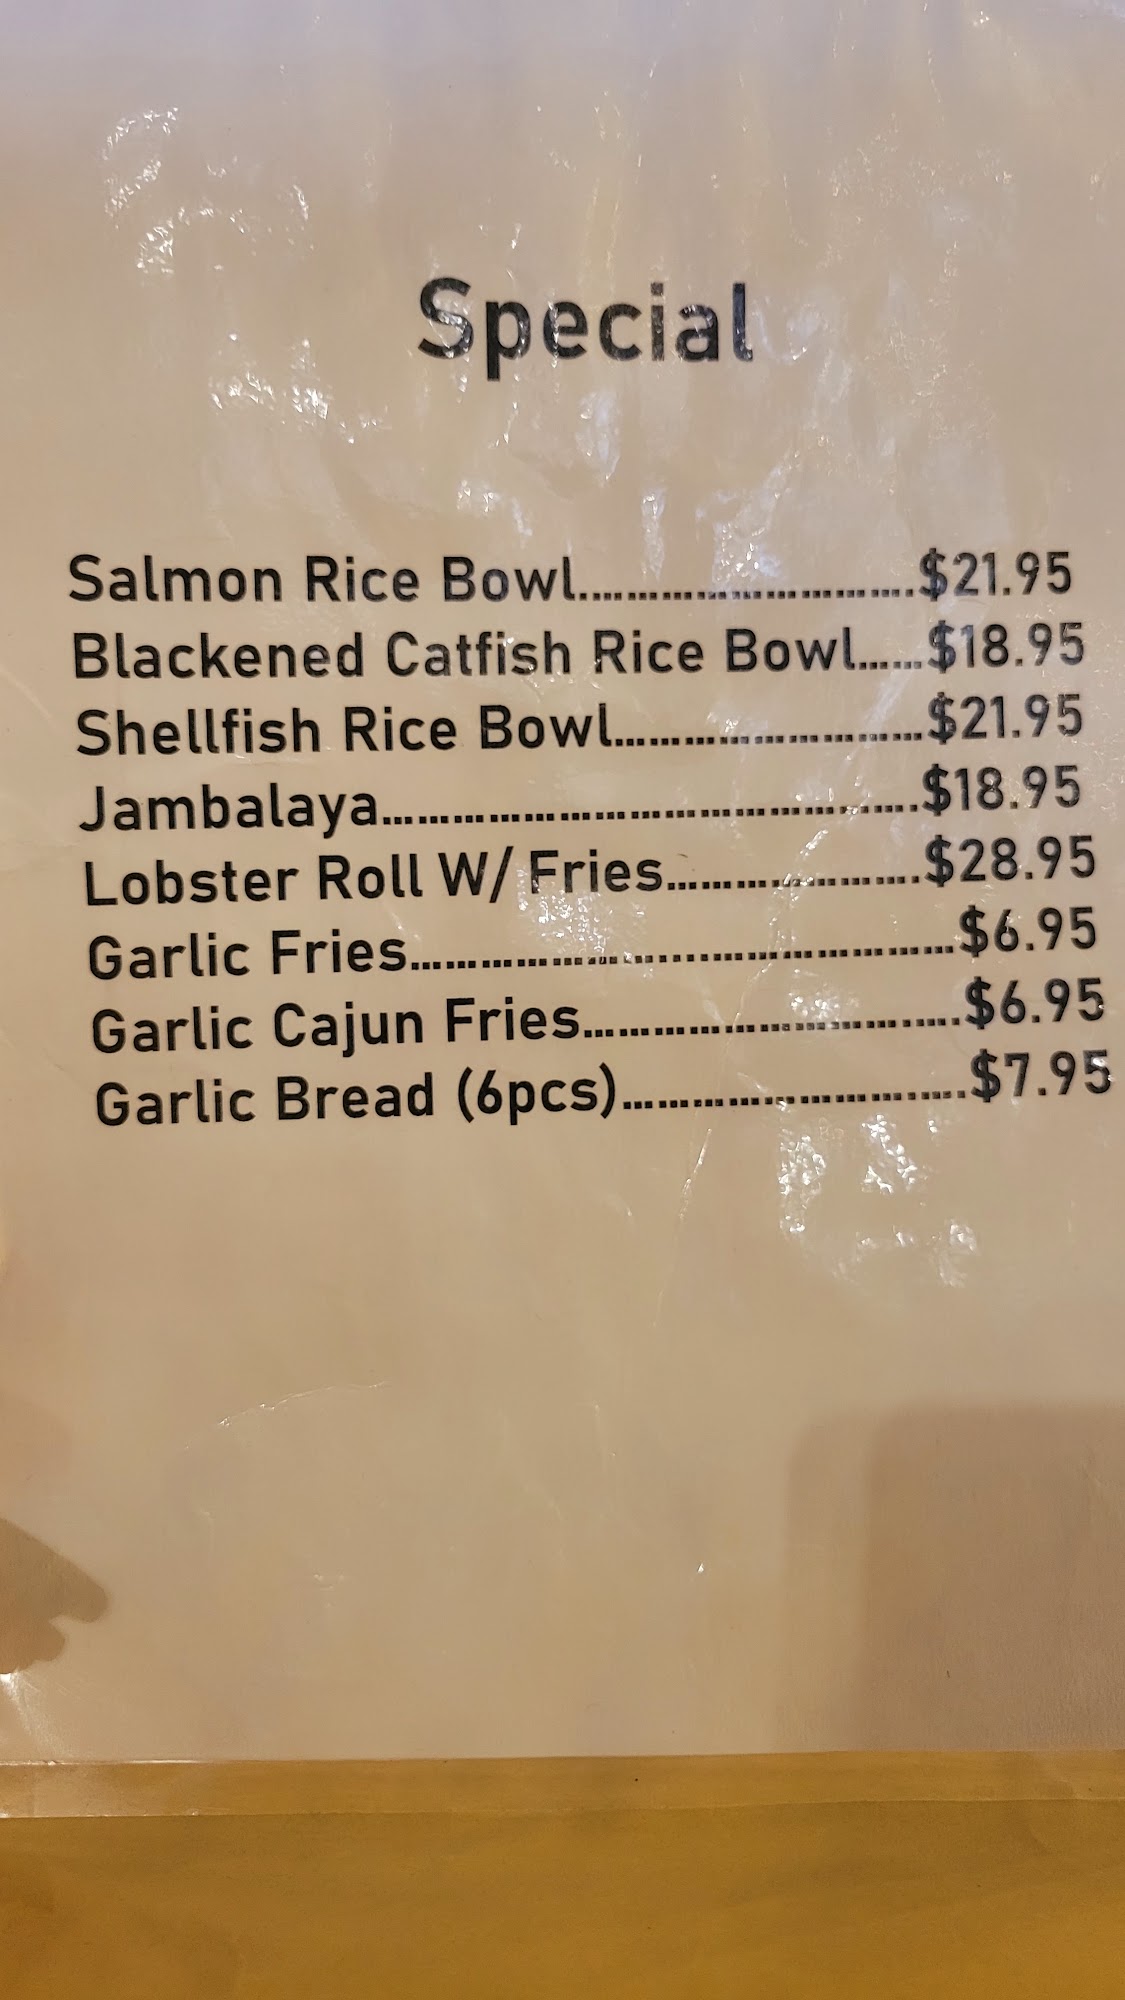 Special
Salmon Rice Bowl..............................$21.95
Blackened Catfish Rice Bowl......$18.95
Shellfish Rice Bowl...........................$21.95
Jambalaya..............................................$18.95
Lobster Roll W/ Fries......................$28.95
Garlic Fries..............................................$6.95
Garlic Cajun Fries................................$6.95
Garlic Bread (6pcs).............................$7.95